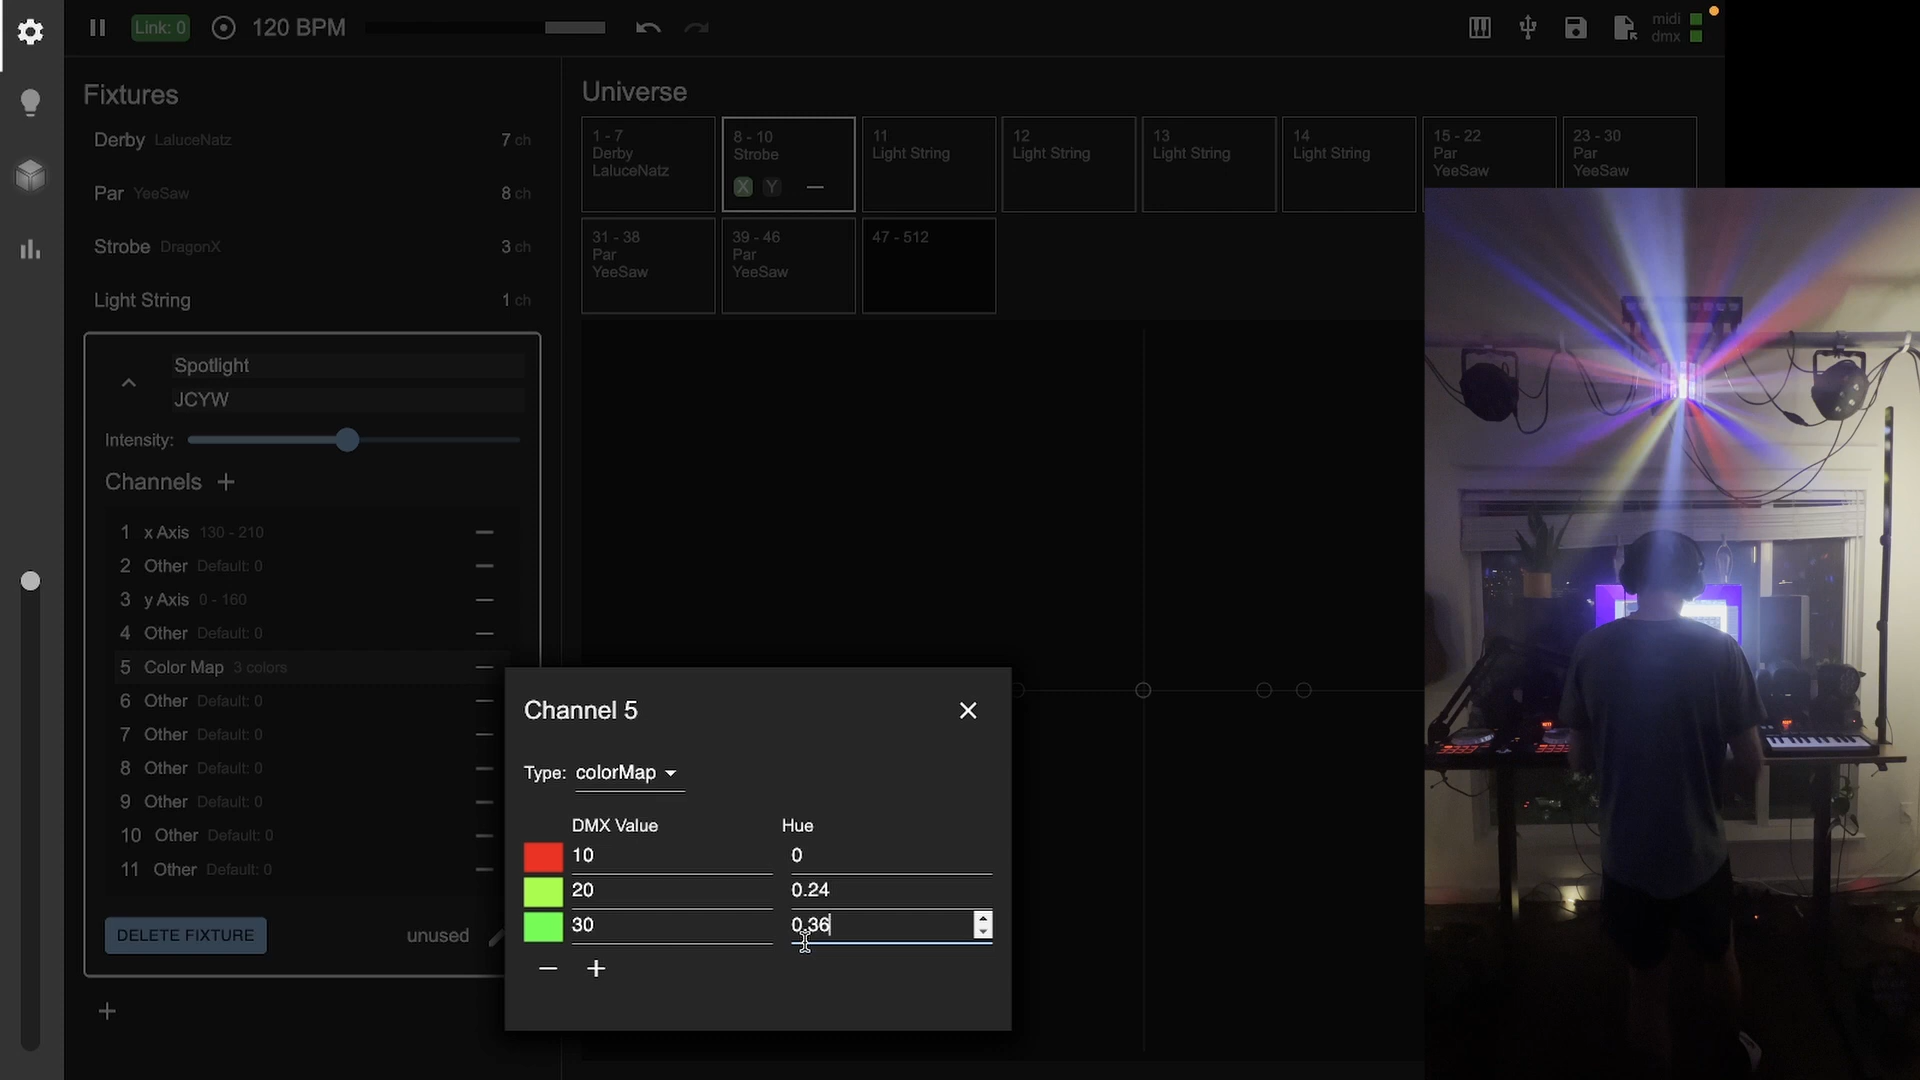 Link: 0
120 BPM
midi
dmx
Fixtures
Derby LaluceNatz 7 ch
Par YeeSaw 8 ch
Strobe DragonX 3 ch
Light String 1 ch
Spotlight
JCYW
Intensity:
Channels +
1 x Axis 130 - 210
2 Other Default: 0
3 y Axis 0 - 160
4 Other Default: 0
5 Color Map 3 colors
6 Other Default: 0
7 Other Default: 0
8 Other Default: 0
9 Other Default: 0
10 Other Default: 0
11 Other Default: 0
DELETE FIXTURE unused
+
Universe
1 - 7
Derby
LaluceNatz
8 - 10
Strobe
X Y
11
Light String
12
Light String
13
Light String
14
Light String
15 - 22
Par
YeeSaw
23 - 30
Par
YeeSaw
31 - 38
Par
YeeSaw
39 - 46
Par
YeeSaw
47 - 512
Channel 5
Type: colorMap
DMX Value Hue
10 0
20 0.24
30 0.36
− +